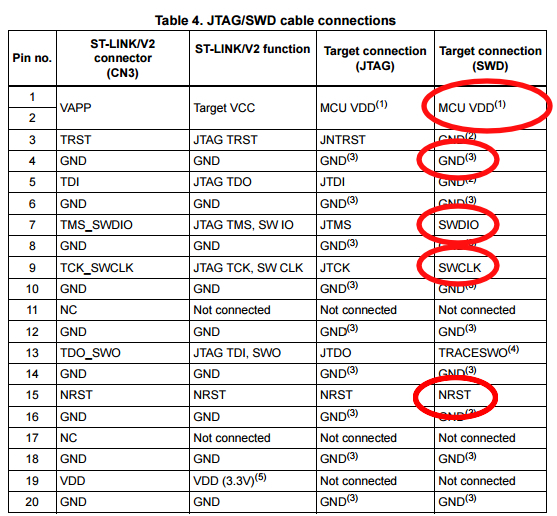 Table 4. JTAG/SWD cable connections
Pin no. ST-LINK/V2 connector (CN3) ST-LINK/V2 function Target connection (JTAG) Target connection (SWD)
1 2 VAPP Target VCC MCU VDD(1) MCU VDD(1)
3 TRST JTAG TRST JNTRST GND(2)
4 GND GND GND(3) GND(3)
5 TDI JTAG TDO JTDI GND(2)
6 GND GND GND(3) GND(3)
7 TMS_SWDIO JTAG TMS, SW IO JTMS SWDIO
8 GND GND GND(3) GND(3)
9 TCK_SWCLK JTAG TCK, SW CLK JTCK SWCLK
10 GND GND GND(3) GND(3)
11 NC Not connected Not connected Not connected
12 GND GND GND(3) GND(3)
13 TDO_SWO JTAG TDI, SWO JTDO TRACESWO(4)
14 GND GND GND(3) GND(3)
15 NRST NRST NRST NRST
16 GND GND GND(3) GND(3)
17 NC Not connected Not connected Not connected
18 GND GND GND(3) GND(3)
19 VDD VDD (3.3V)(5) Not connected Not connected
20 GND GND GND(3) GND(3)